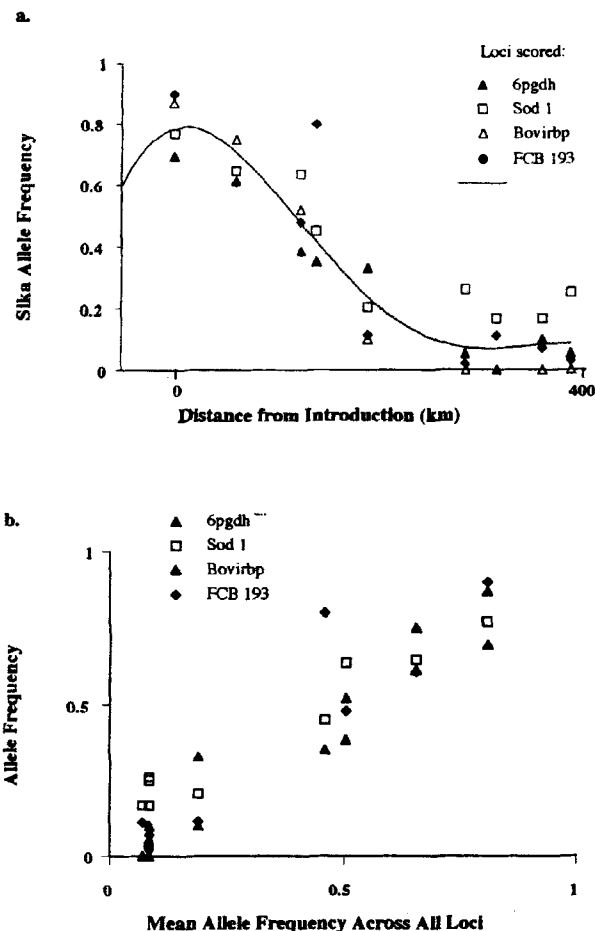 a.
Loci scored:
6pgdh
Sod 1
Bovirbp
FCB 193
1
0.8
0.6
0.4
0.2
0
Sika Allele Frequency
0
400
Distance from Introduction (km)
b.
6pgdh
Sod 1
Bovirbp
FCB 193
1
0.5
0
Allele Frequency
0
0.5
1
Mean Allele Frequency Across All Loci